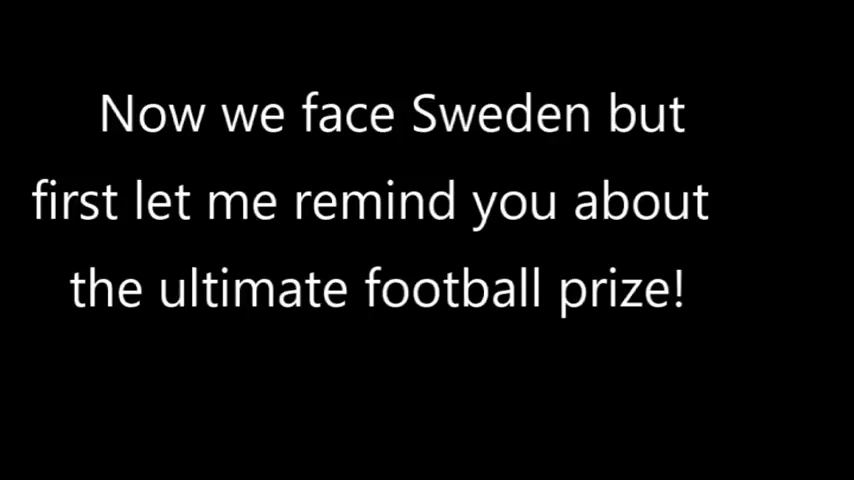 Now we face Sweden but
first let me remind you about
the ultimate football prize!